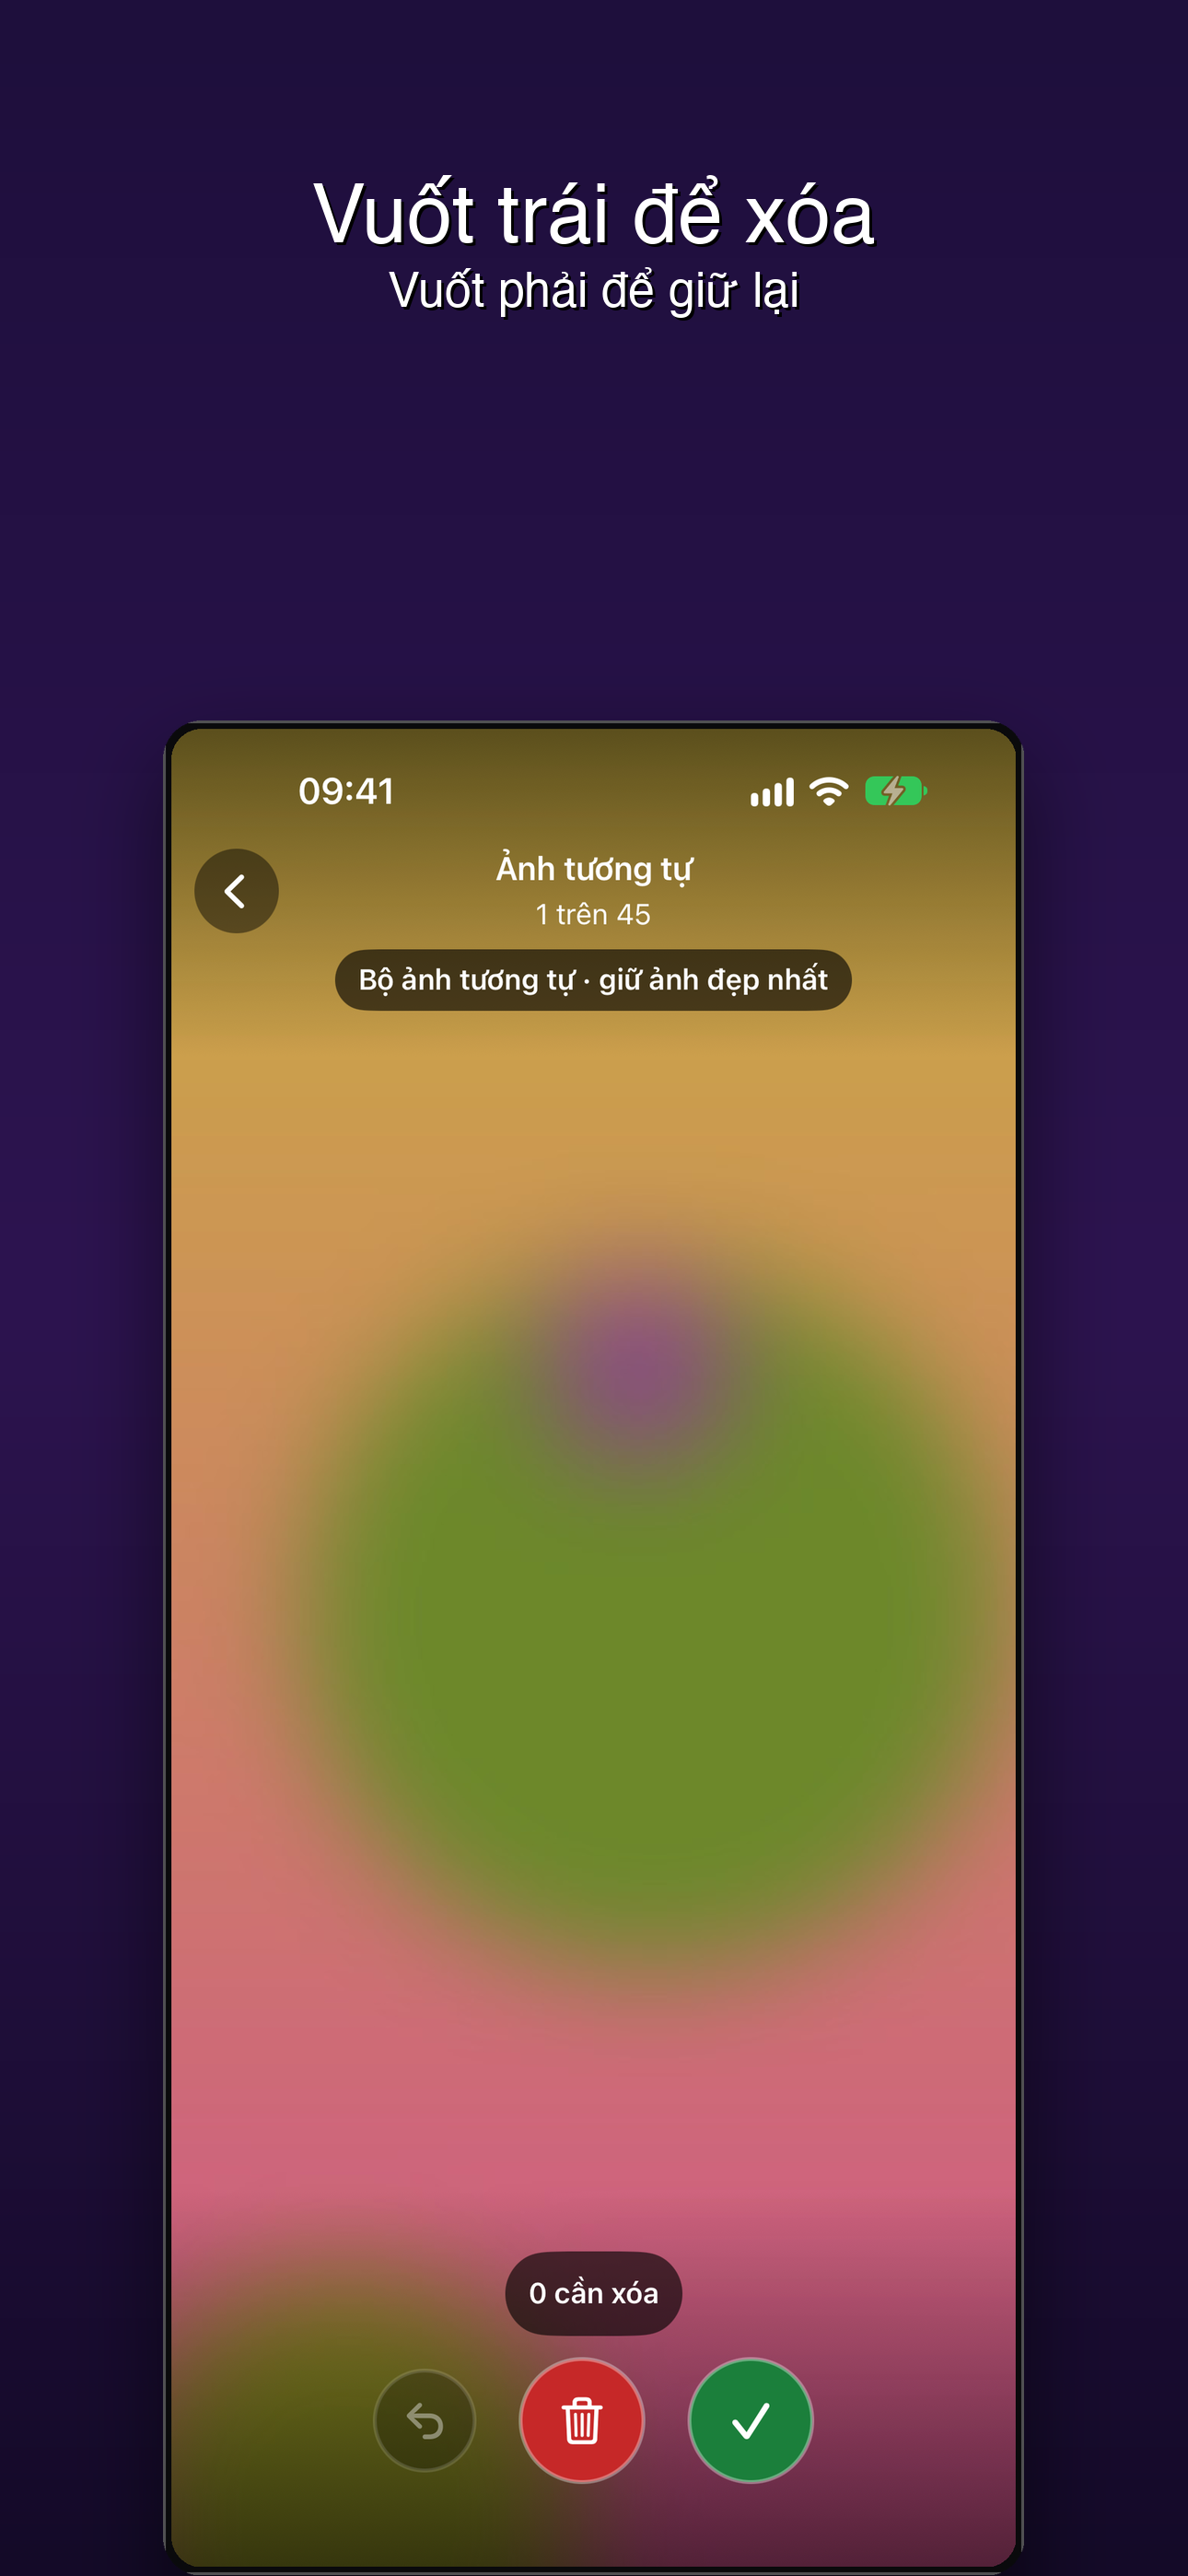 Vuốt trái để xóa
Vuốt phải để giữ lại
09:41
Ảnh tương tự
1 trên 45
Bộ ảnh tương tự · giữ ảnh đẹp nhất
0 cần xóa